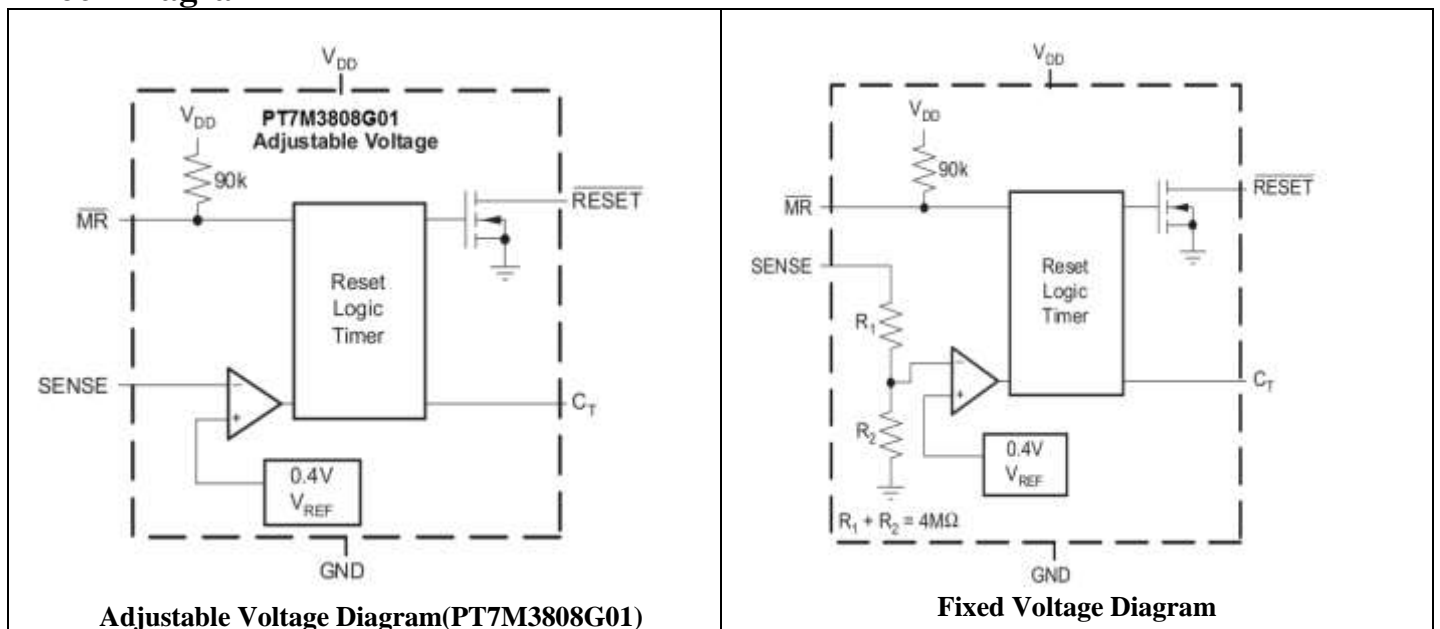 V_DD
V_DD
PT7M3808G01
Adjustable Voltage
90k
MR
RESET
Reset
Logic
Timer
SENSE
C_T
0.4V
V_REF
GND
Adjustable Voltage Diagram(PT7M3808G01)
V_DD
V_DD
90k
MR
RESET
SENSE
Reset
Logic
Timer
R_1
C_T
R_2
0.4V
V_REF
R_1 + R_2 = 4MΩ
GND
Fixed Voltage Diagram